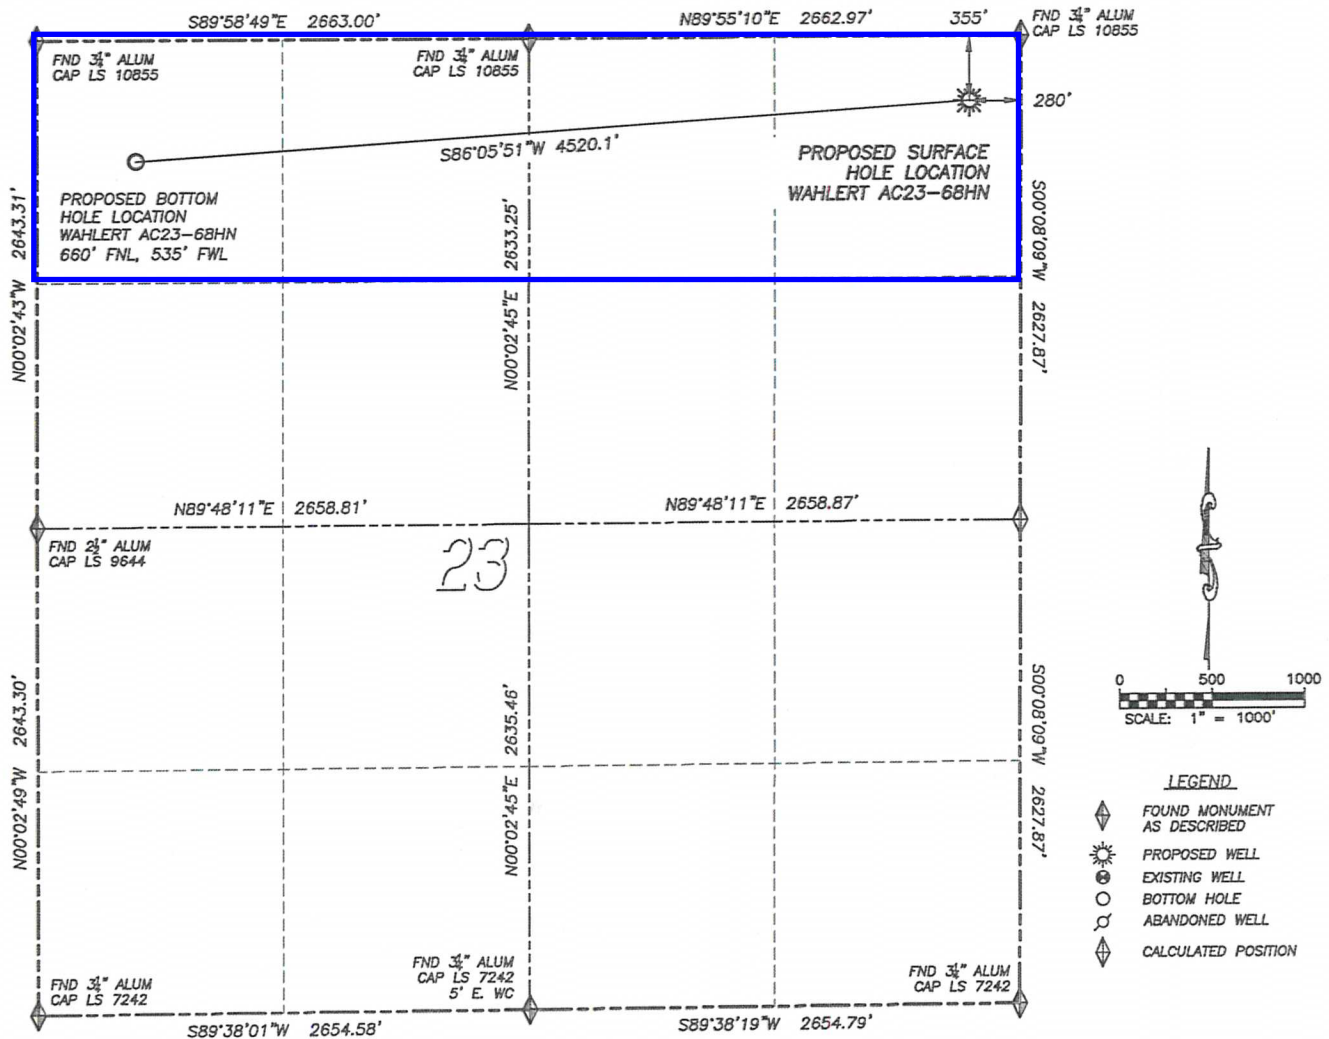 S89°58'49"E 2663.00'
N89°55'10"E 2662.97'
355'
FND 3¼" ALUM
CAP LS 10855
FND 3¼" ALUM
CAP LS 10855
FND 3¼" ALUM
CAP LS 10855
280'
S86°05'51"W 4520.1'
PROPOSED SURFACE
HOLE LOCATION
WAHLERT AC23-68HN
PROPOSED BOTTOM
HOLE LOCATION
WAHLERT AC23-68HN
660' FNL, 535' FWL
N00°02'43"W 2643.31'
N00°02'45"E 2633.25'
S00°08'09"W 2627.87'
N89°48'11"E 2658.81'
N89°48'11"E 2658.87'
FND 2½" ALUM
CAP LS 9644
23
N00°02'49"W 2643.30'
N00°02'45"E 2635.46'
S00°08'09"W 2627.87'
0 500 1000
SCALE: 1" = 1000'
LEGEND
FOUND MONUMENT
AS DESCRIBED
PROPOSED WELL
EXISTING WELL
BOTTOM HOLE
ABANDONED WELL
CALCULATED POSITION
FND 3¼" ALUM
CAP LS 7242
FND 3¼" ALUM
CAP LS 7242
5' E. WC
FND 3¼" ALUM
CAP LS 7242
S89°38'01"W 2654.58'
S89°38'19"W 2654.79'